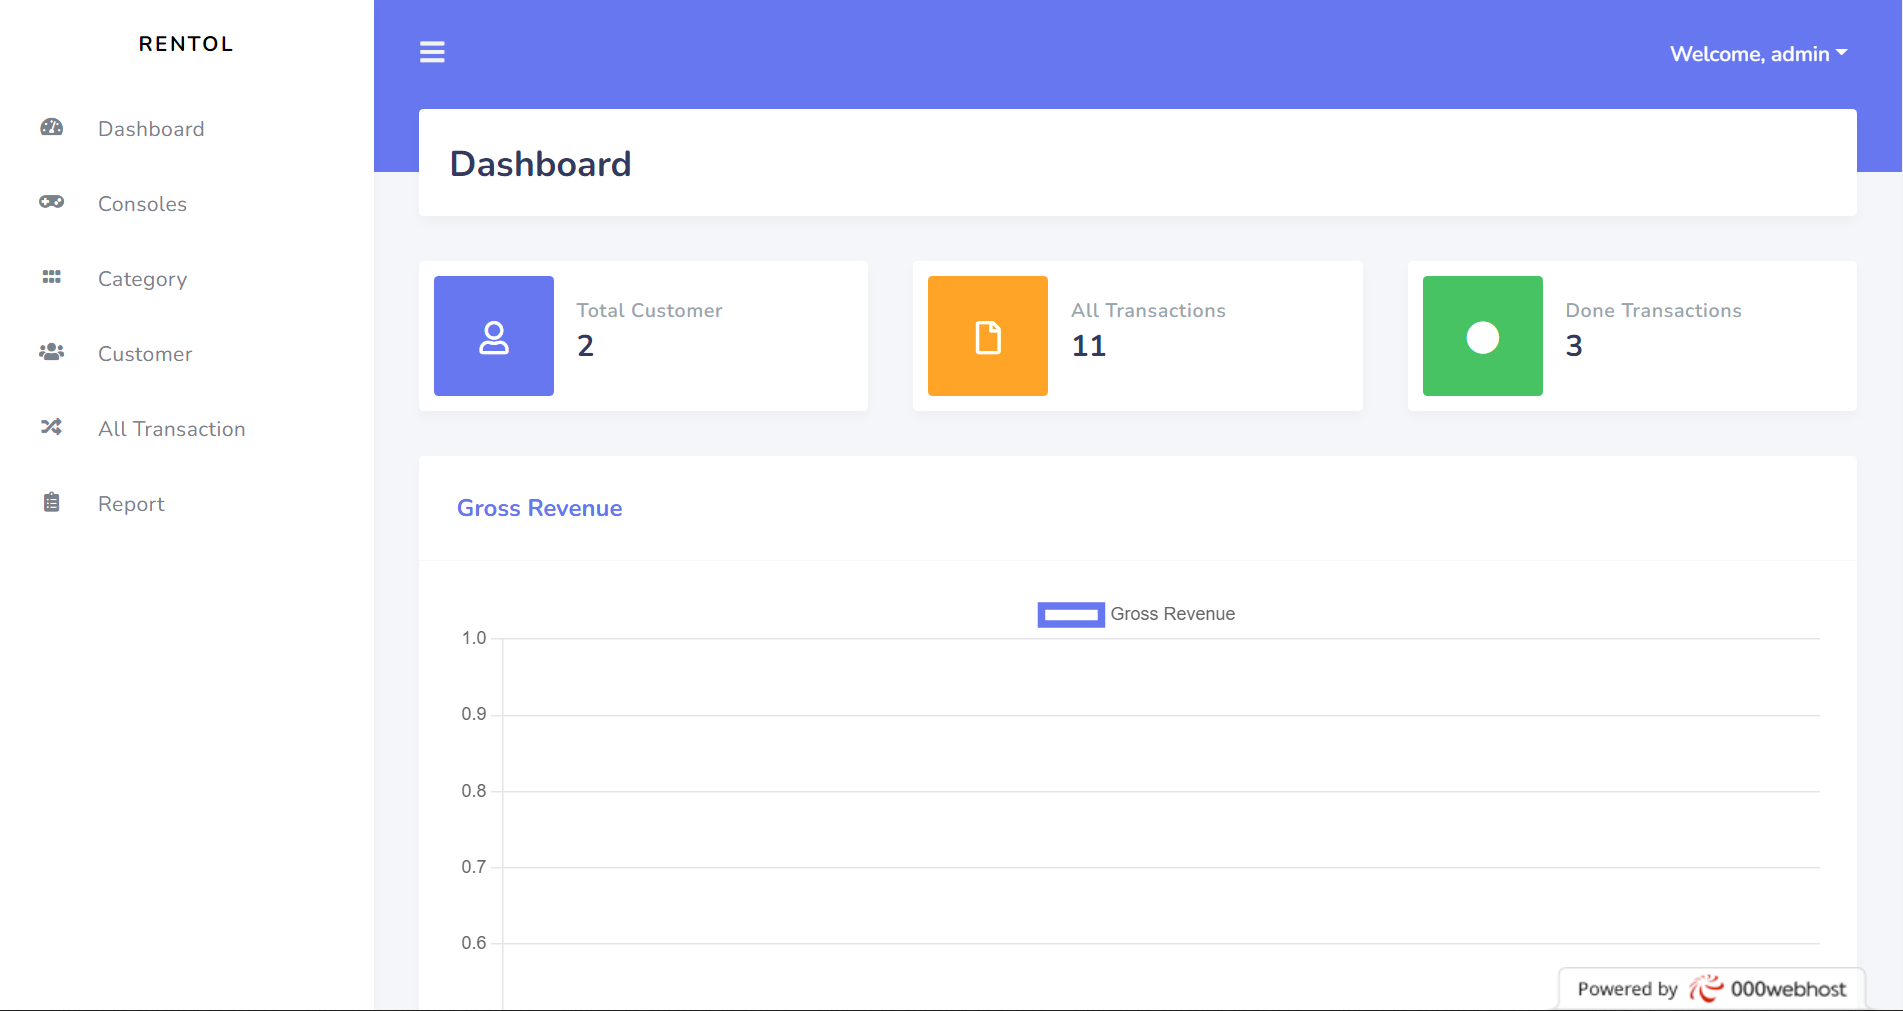 RENTOL
Dashboard
Consoles
Category
Customer
All Transaction
Report
Welcome, admin
Dashboard
Total Customer
2
All Transactions
11
Done Transactions
3
Gross Revenue
Gross Revenue
1.0
0.9
0.8
0.7
0.6
Powered by 000webhost